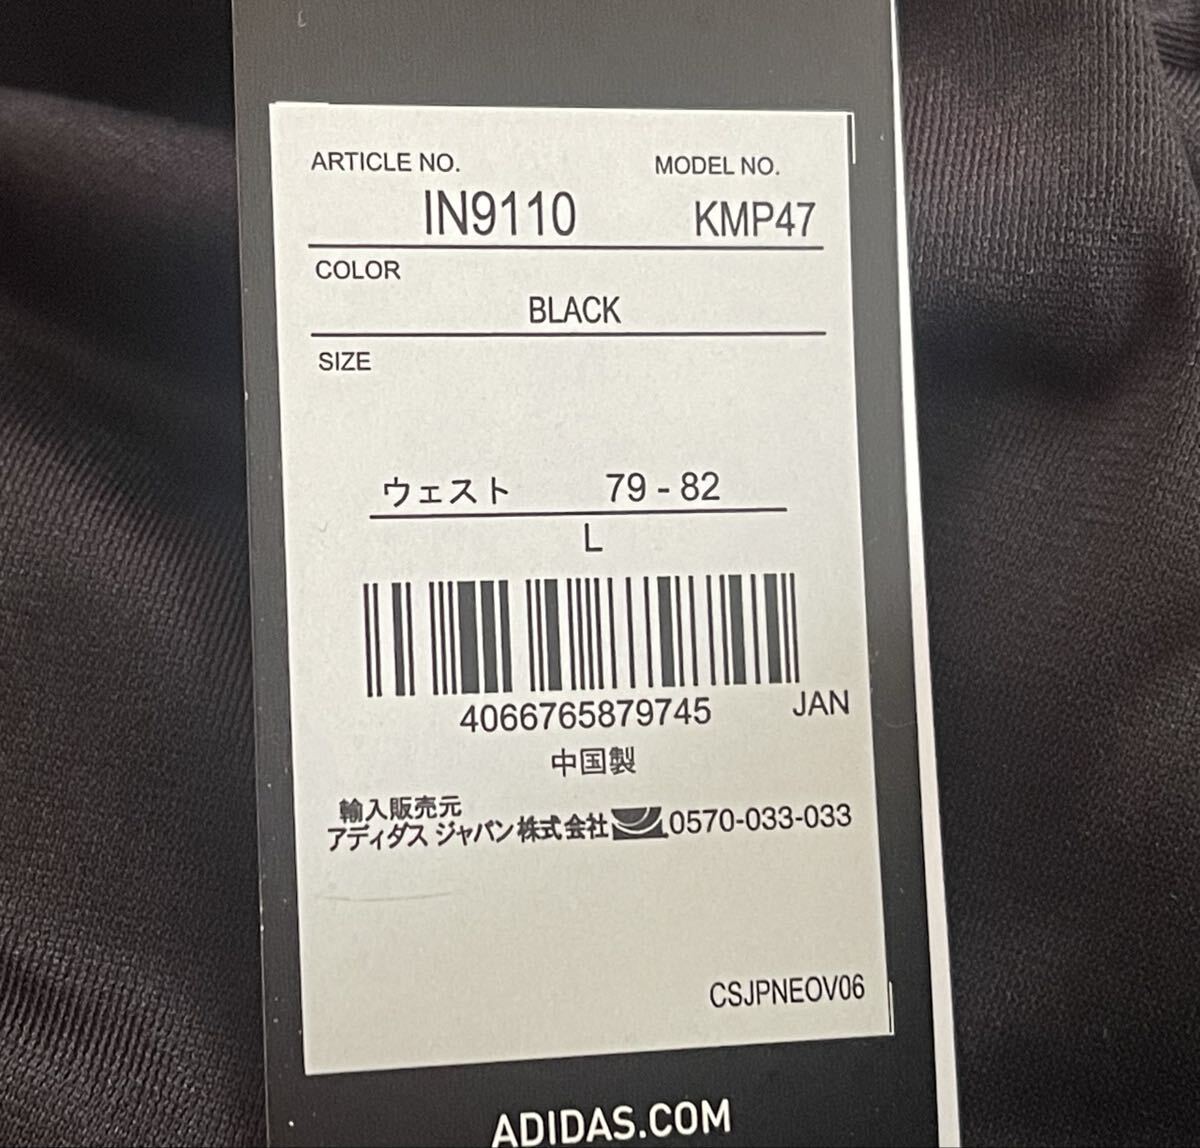 ARTICLE NO. MODEL NO.
IN9110 KMP47
COLOR
BLACK
SIZE
ウェスト 79 - 82
L
4066765879745 JAN
中国製
輸入販売元
アディダス ジャパン株式会社 0570-033-033
CSJPNEOV06
ADIDAS.COM